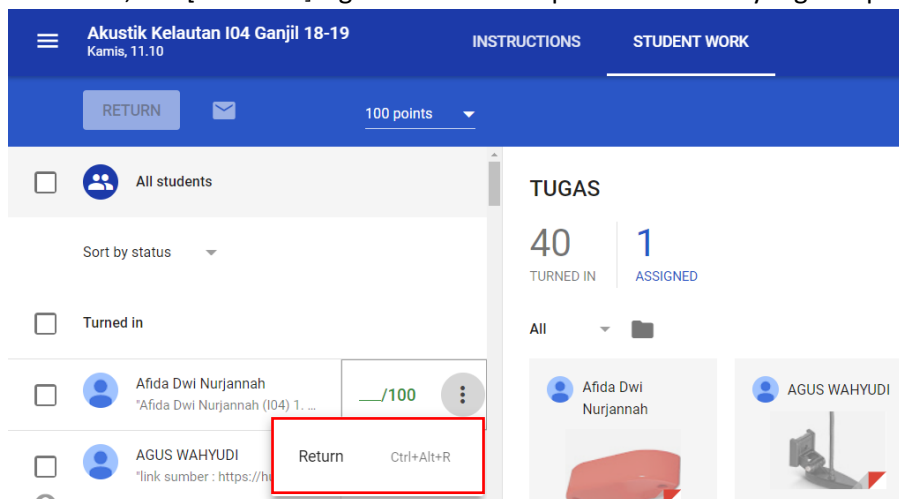 Akustik Kelautan I04 Ganjil 18-19
Kamis, 11.10
INSTRUCTIONS
STUDENT WORK
RETURN
100 points
All students
Sort by status
Turned in
Afida Dwi Nurjannah
"Afida Dwi Nurjannah (I04) 1. ...
__/100
AGUS WAHYUDI
"link sumber : https://h
Return Ctrl+Alt+R
TUGAS
40
TURNED IN
1
ASSIGNED
All
Afida Dwi
Nurjannah
AGUS WAHYUDI